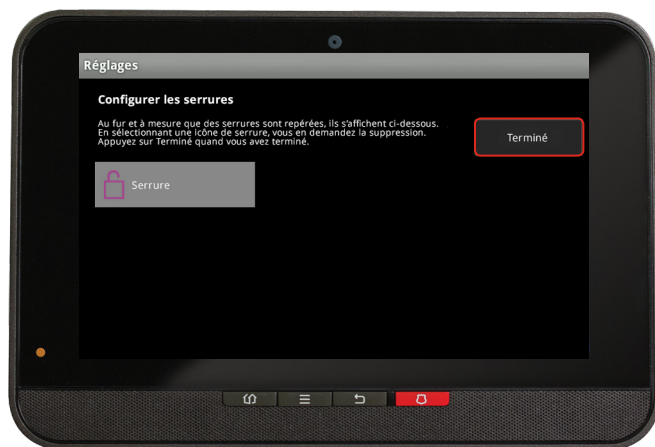 Réglages
Configurer les serrures
Au fur et à mesure que des serrures sont repérées, ils s'affichent ci-dessous.
En sélectionnant une icône de serrure, vous en demandez la suppression.
Appuyez sur Terminé quand vous avez terminé.
Terminé
Serrure